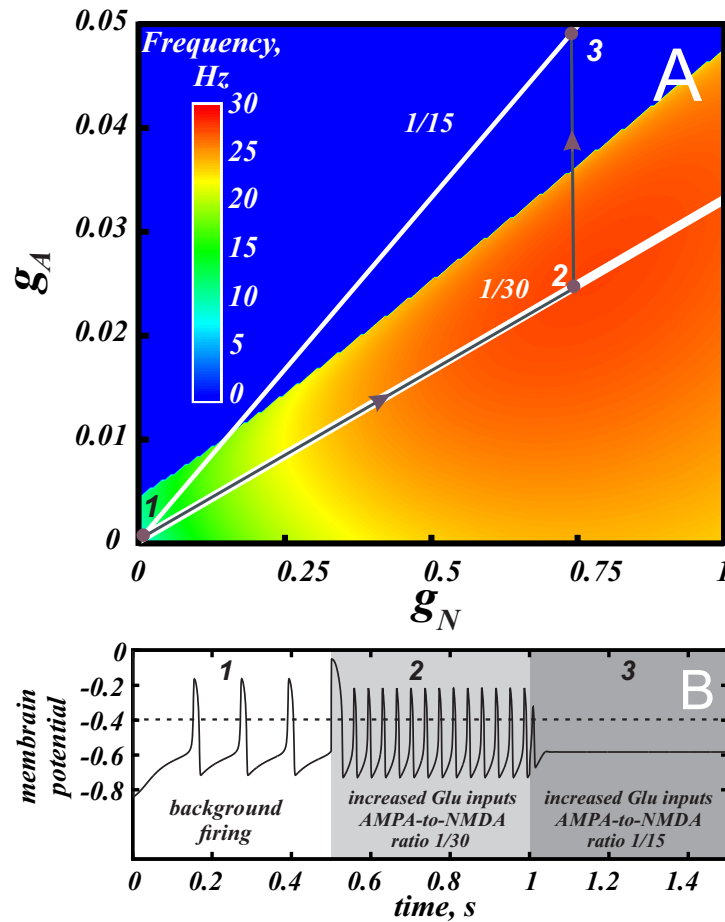 0.05
Frequency,
Hz
A
3
30
25
20
15
10
5
0
1/15
0.04
0.03
0.02
0.01
0
g_A
2
1/30
1
0
0.25
0.5
0.75
1
g_N
0
-0.2
-0.4
-0.6
-0.8
membrain
potential
1
2
3
B
background
firing
increased Glu inputs
AMPA-to-NMDA
ratio 1/30
increased Glu inputs
AMPA-to-NMDA
ratio 1/15
0
0.2
0.4
0.6
0.8
1
1.2
1.4
time, s